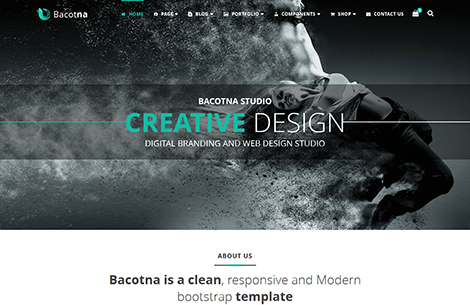 Bacotna
HOME PAGE BLOG PORTFOLIO COMPONENTS SHOP CONTACT US
BACOTNA STUDIO
CREATIVE DESIGN
DIGITAL BRANDING AND WEB DESIGN STUDIO
ABOUT US
Bacotna is a clean, responsive and Modern
bootstrap template